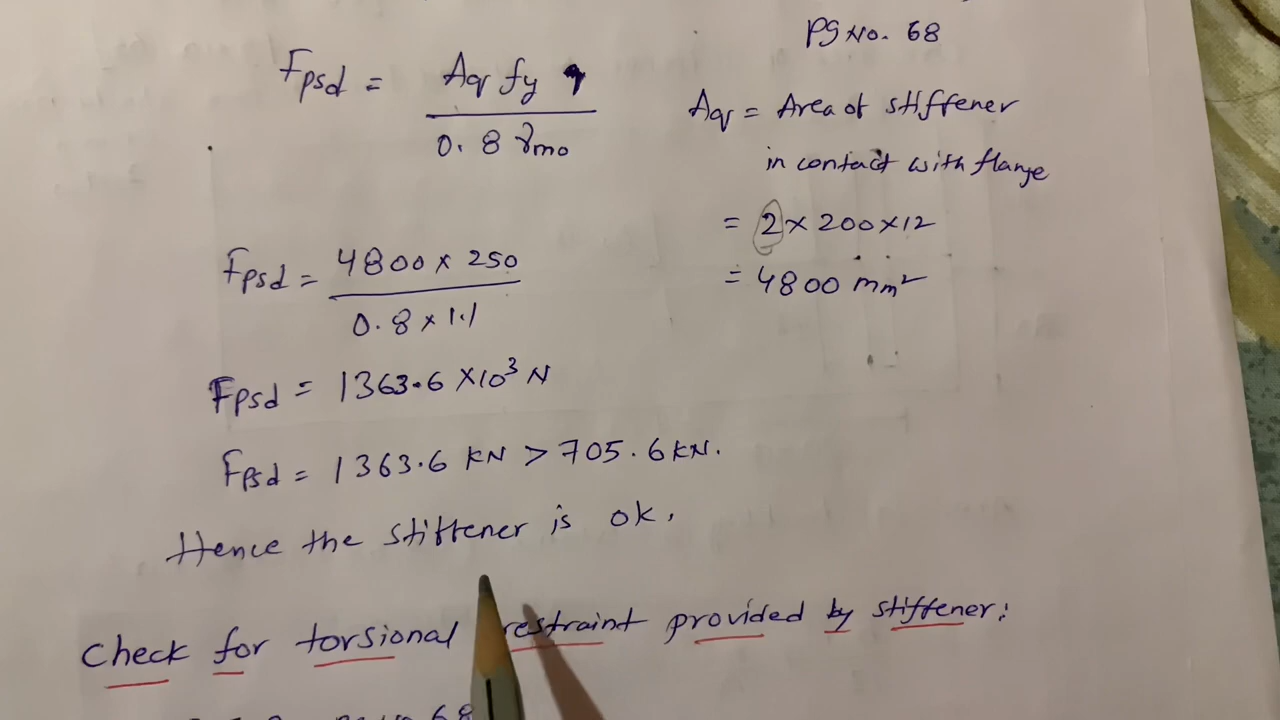 PG No. 68
Fpsd = Aq fy / 0.8 γmo
Aq = Area of stiffener
in contact with flange
= 2 × 200 × 12
= 4800 mm²
Fpsd = 4800 × 250 / 0.8 × 1.1
Fpsd = 1363.6 × 10³ N
Fpsd = 1363.6 KN > 705.6 KN.
Hence the stiffener is ok.
Check for torsional restraint provided by stiffener:
68